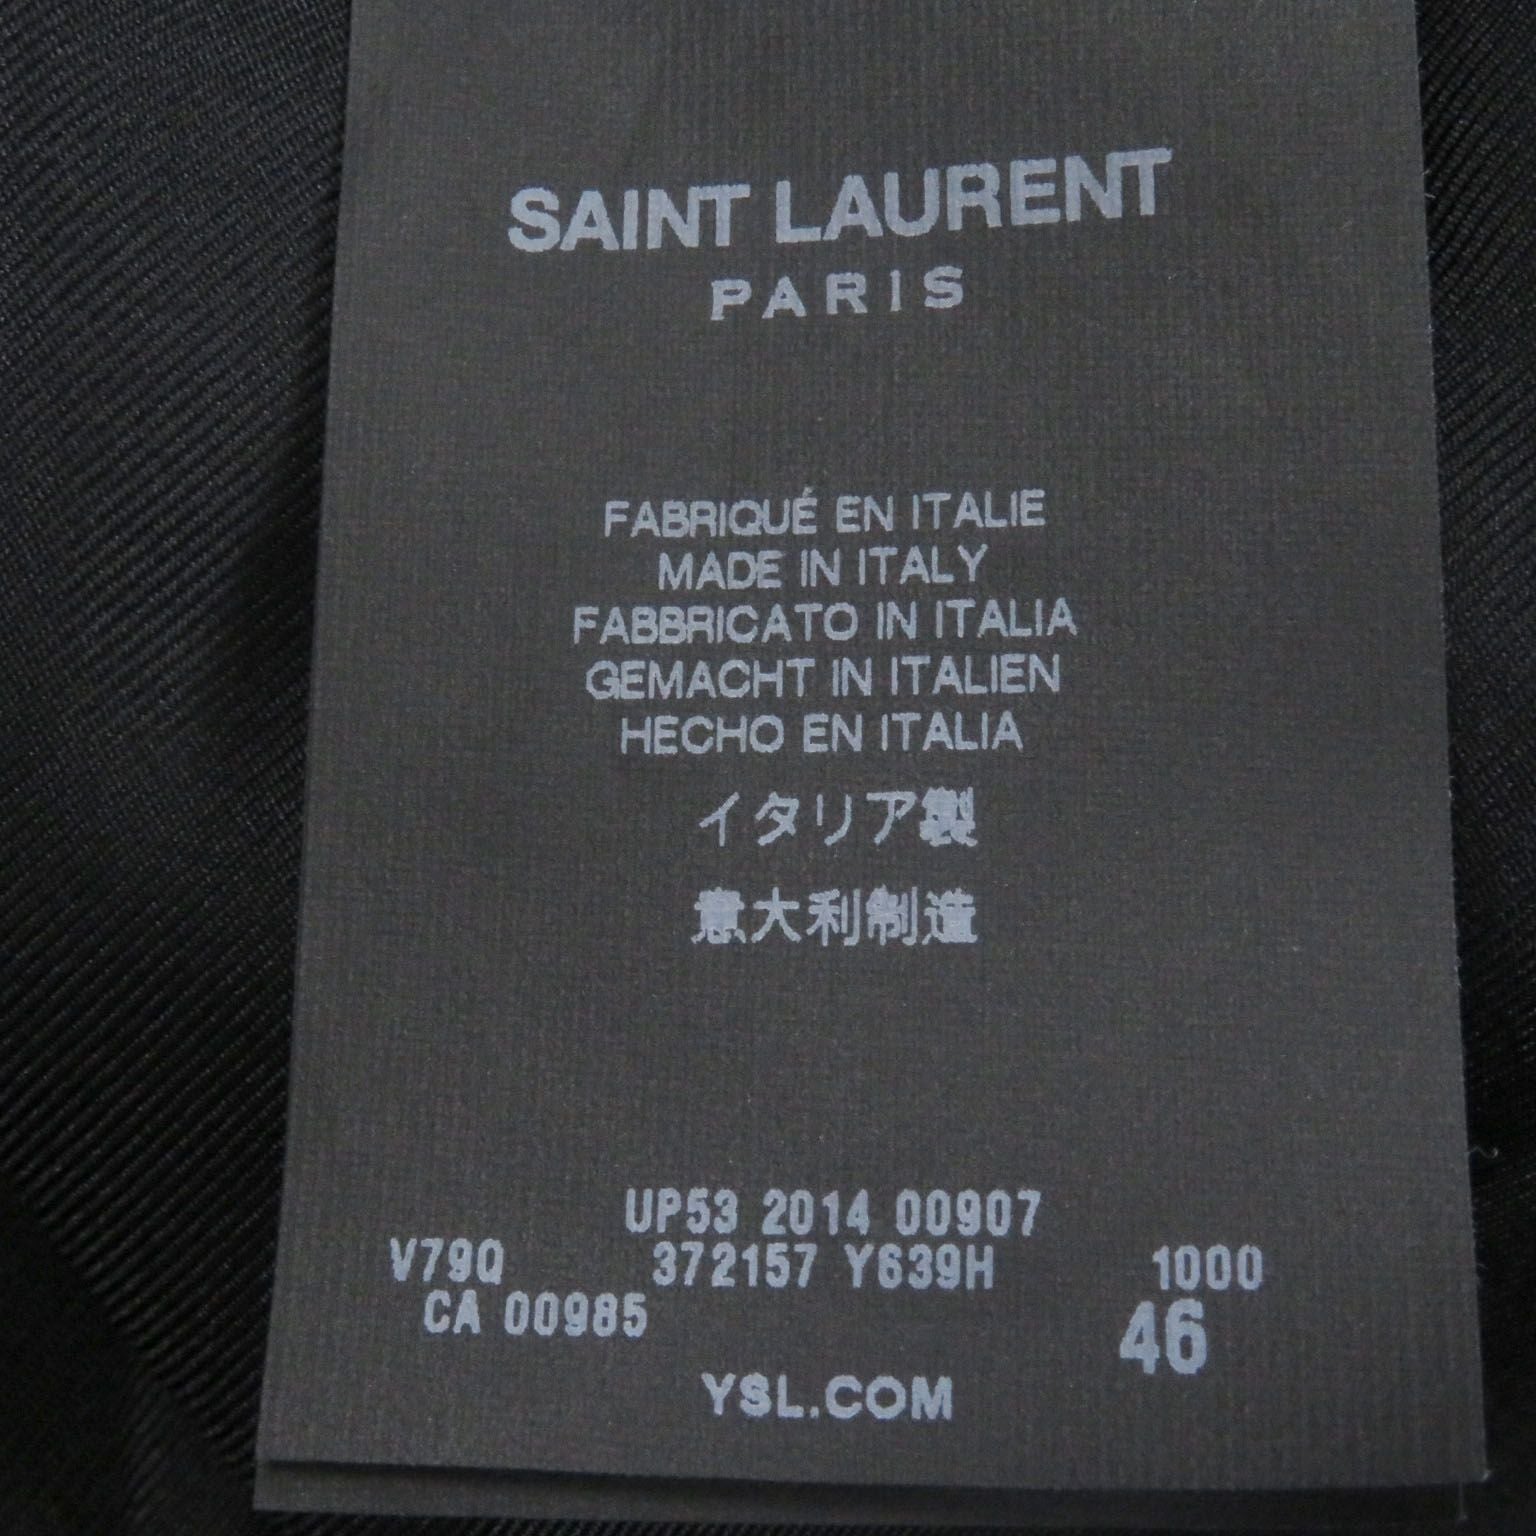 SAINT LAURENT
PARIS
FABRIQUÉ EN ITALIE
MADE IN ITALY
FABBRICATO IN ITALIA
GEMACHT IN ITALIEN
HECHO EN ITALIA
イタリア製
意大利制造
UP53 2014 00907
V79Q 372157 Y639H 1000
CA 00985 46
YSL.COM